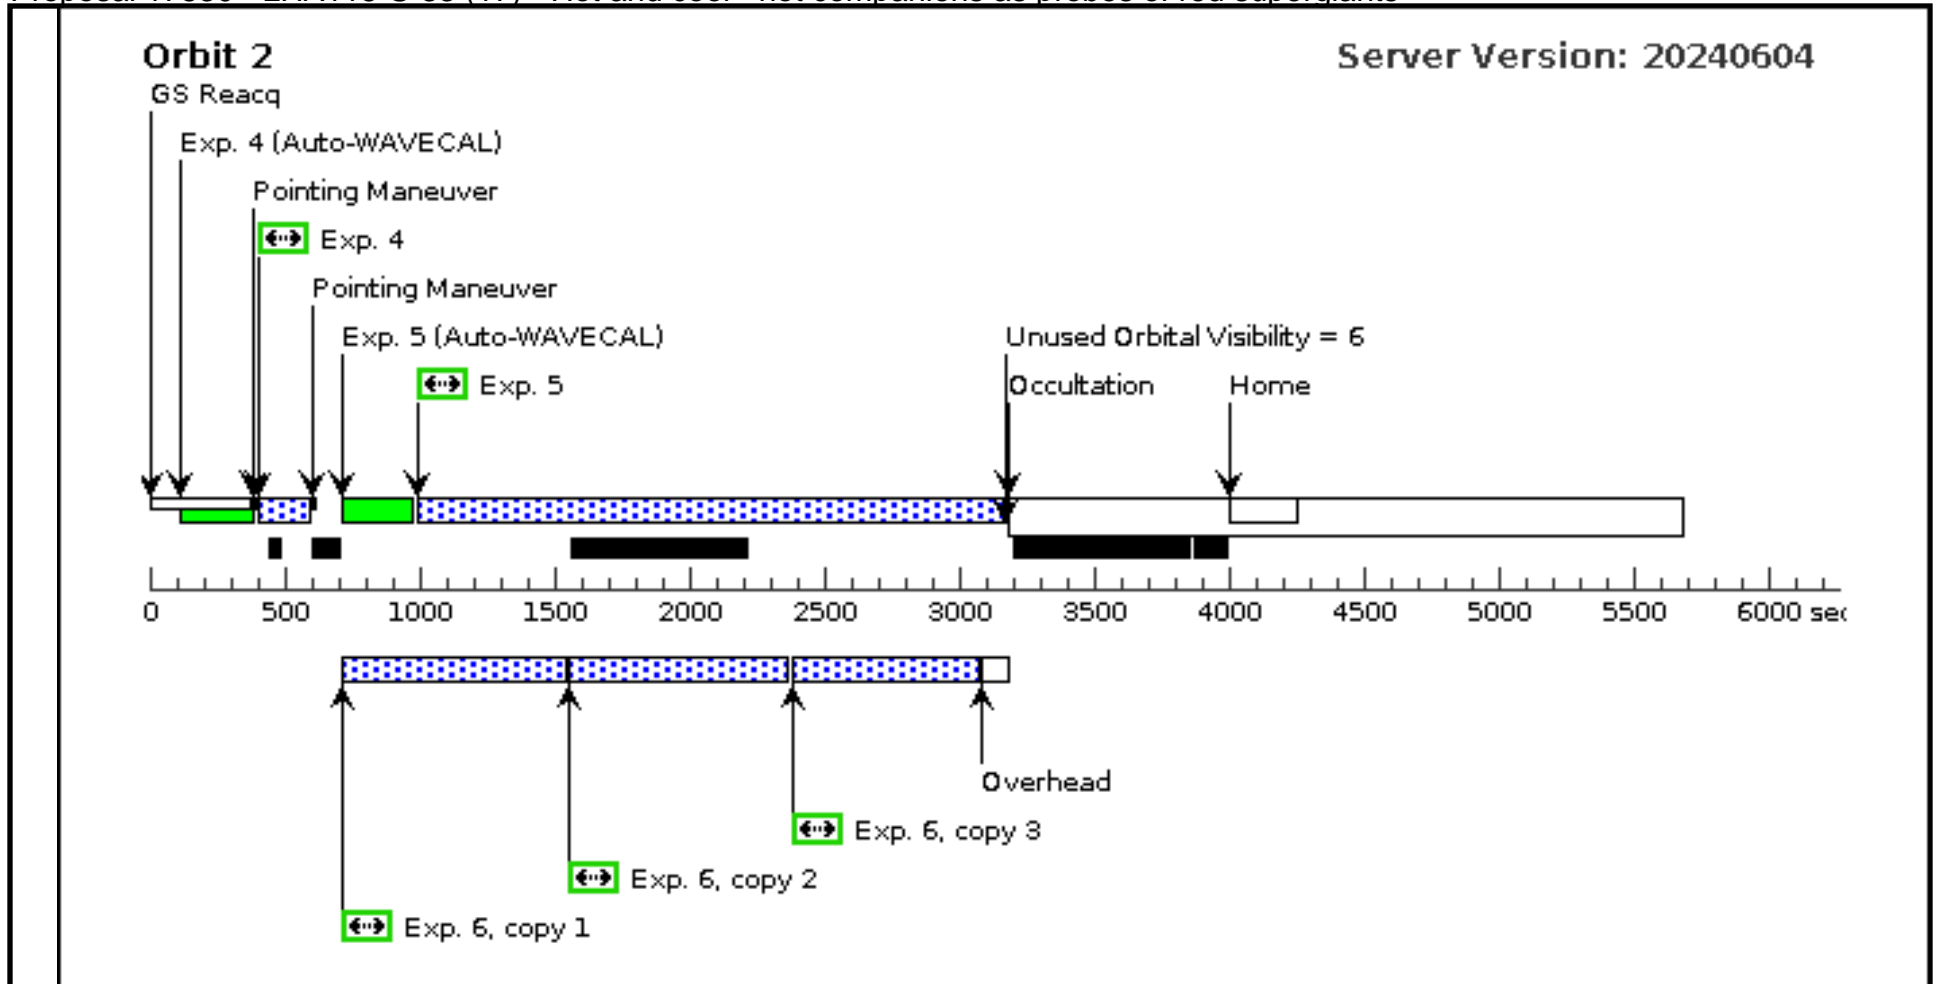 Orbit 2
Server Version: 20240604
GS Reacq
Exp. 4 (Auto-WAVECAL)
Pointing Maneuver
Exp. 4
Pointing Maneuver
Exp. 5 (Auto-WAVECAL)
Unused Orbital Visibility = 6
Exp. 5
Occultation
Home
0 500 1000 1500 2000 2500 3000 3500 4000 4500 5000 5500 6000 sec
Overhead
Exp. 6, copy 3
Exp. 6, copy 2
Exp. 6, copy 1